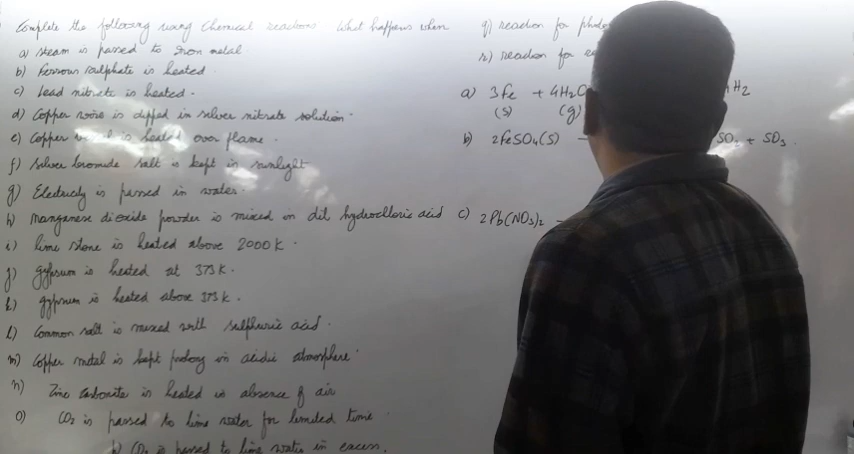 Complete the following using Chemical reactions What happens when
a) steam is passed to Iron metal
b) ferrous sulphate is heated
c) Lead nitrate is heated.
d) Copper wire is dipped in silver nitrate solution.
e) Copper is heated over flame.
f) Silver bromide salt is kept in sunlight
g) Electricity is passed in water.
h) manganese dioxide powder is mixed in dil hydrochloric acid
i) lime stone is heated above 2000 K.
j) gypsum is heated at 373 K.
k) gypsum is heated above 373 K.
l) Common salt is mixed with sulphuric acid.
m) Copper metal is kept in acidic atmosphere.
n) Zinc carbonate is heated in absence of air
o) CO2 is passed to lime water for limited time
p) CO2 is passed to lime water in excess.
q) reaction for
r) reaction for
a) 3Fe + 4H2O H2
(s) (g)
b) 2FeSO4(s) + SO3.
c) 2Pb(NO3)2